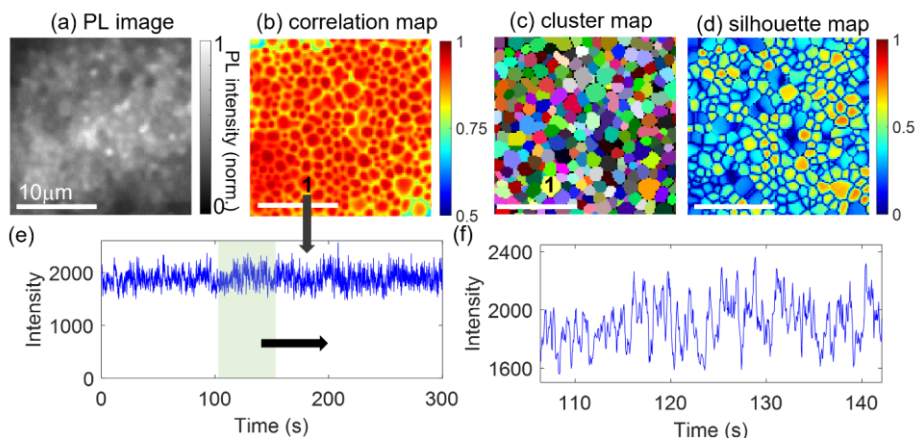 (a) PL image
(b) correlation map
(c) cluster map
(d) silhouette map
1
PL intensity (norm.)
0
10μm
1
0.75
0.5
1
1
1
0.5
0
(e)
Intensity
2000
1000
0
0
100
200
300
Time (s)
(f)
Intensity
2400
2000
1600
110
120
130
140
Time (s)